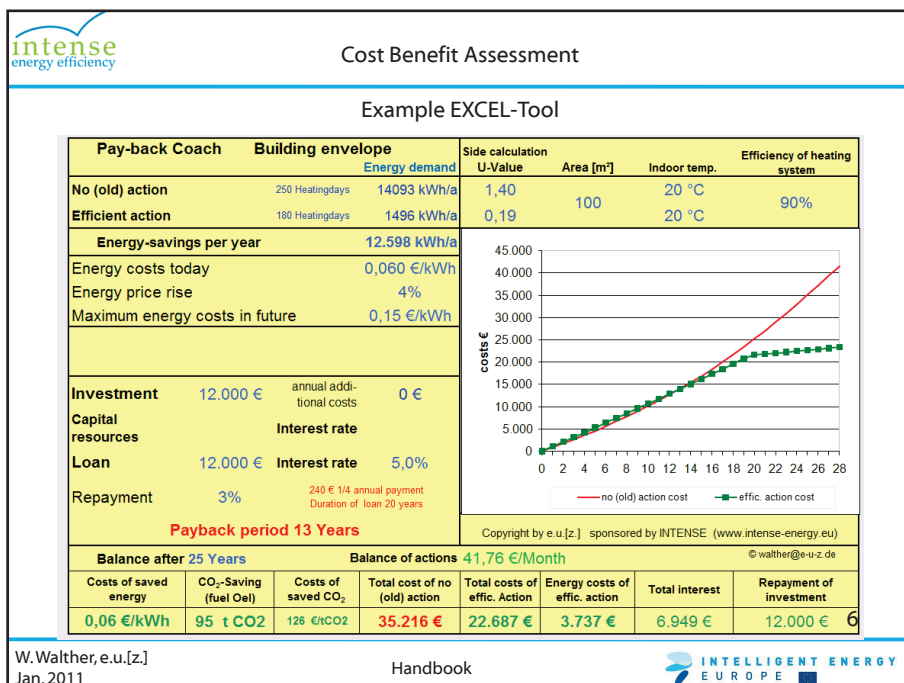 intense
energy efficiency
Cost Benefit Assessment
Example EXCEL-Tool
Pay-back Coach Building envelope
Energy demand
Side calculation
U-Value Area [m²] Indoor temp. Efficiency of heating system
No (old) action 250 Heatingdays 14093 kWh/a 1,40 100 20 °C 90%
Efficient action 180 Heatingdays 1496 kWh/a 0,19 20 °C
Energy-savings per year 12.598 kWh/a
Energy costs today 0,060 €/kWh
Energy price rise 4%
Maximum energy costs in future 0,15 €/kWh
Investment 12.000 € annual addi-
tional costs 0 €
Capital
resources Interest rate
Loan 12.000 € Interest rate 5,0%
Repayment 3% 240 € 1/4 annual payment
Duration of loan 20 years
Payback period 13 Years
45.000
40.000
35.000
30.000
25.000
20.000
15.000
10.000
5.000
0
costs €
0 2 4 6 8 10 12 14 16 18 20 22 24 26 28
no (old) action cost effic. action cost
Copyright by e.u.[z.] sponsored by INTENSE (www.intense-energy.eu)
© walther@e-u-z.de
Balance after 25 Years Balance of actions 41,76 €/Month
Costs of saved
energy
CO2-Saving
(fuel Oel)
Costs of
saved CO2
Total cost of no
(old) action
Total costs of
effic. Action
Energy costs of
effic. action
Total interest
Repayment of
investment
0,06 €/kWh 95 t CO2 126 €/tCO2 35.216 € 22.687 € 3.737 € 6.949 € 12.000 €
6
W. Walther, e.u.[z.]
Jan. 2011
Handbook
INTELLIGENT ENERGY
EUROPE